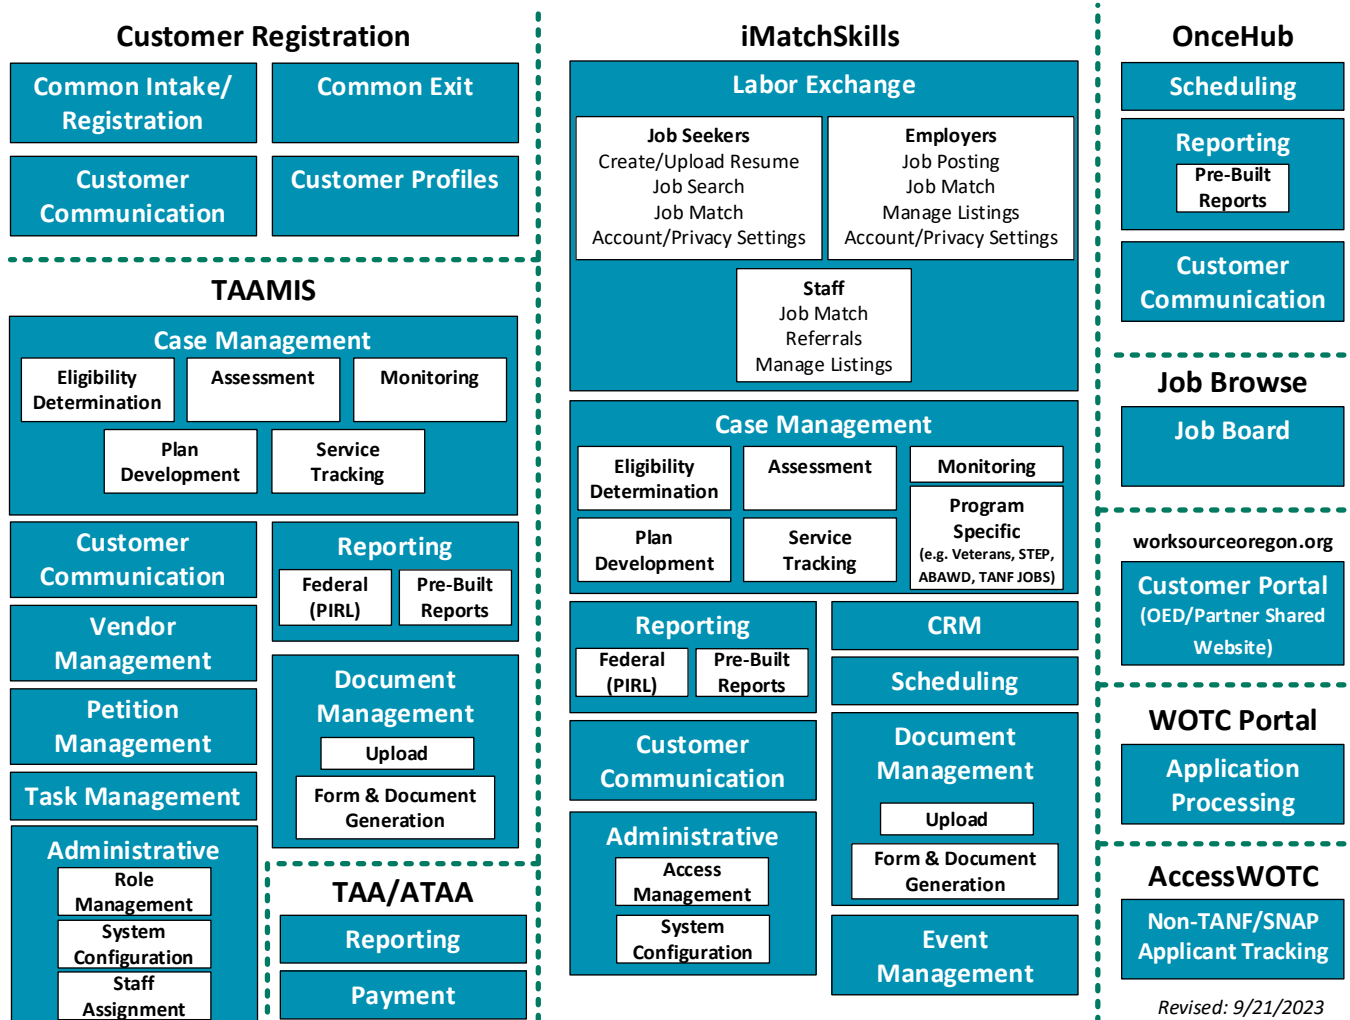 Customer Registration
Common Intake/
Registration
Common Exit
Customer
Communication
Customer Profiles
TAAMIS
Case Management
Eligibility
Determination
Assessment
Monitoring
Plan
Development
Service
Tracking
Customer
Communication
Reporting
Federal
(PIRL)
Pre-Built
Reports
Vendor
Management
Petition
Management
Task Management
Document
Management
Upload
Form & Document
Generation
Administrative
Role
Management
System
Configuration
Staff
Assignment
TAA/ATAA
Reporting
Payment
iMatchSkills
Labor Exchange
Job Seekers
Create/Upload Resume
Job Search
Job Match
Account/Privacy Settings
Employers
Job Posting
Job Match
Manage Listings
Account/Privacy Settings
Staff
Job Match
Referrals
Manage Listings
Case Management
Eligibility
Determination
Assessment
Monitoring
Plan
Development
Service
Tracking
Program
Specific
(e.g. Veterans, STEP,
ABAWD, TANF JOBS)
Reporting
Federal
(PIRL)
Pre-Built
Reports
CRM
Scheduling
Customer
Communication
Document
Management
Upload
Form & Document
Generation
Administrative
Access
Management
System
Configuration
Event
Management
OnceHub
Scheduling
Reporting
Pre-Built
Reports
Customer
Communication
Job Browse
Job Board
worksourceoregon.org
Customer Portal
(OED/Partner Shared
Website)
WOTC Portal
Application
Processing
AccessWOTC
Non-TANF/SNAP
Applicant Tracking
Revised: 9/21/2023